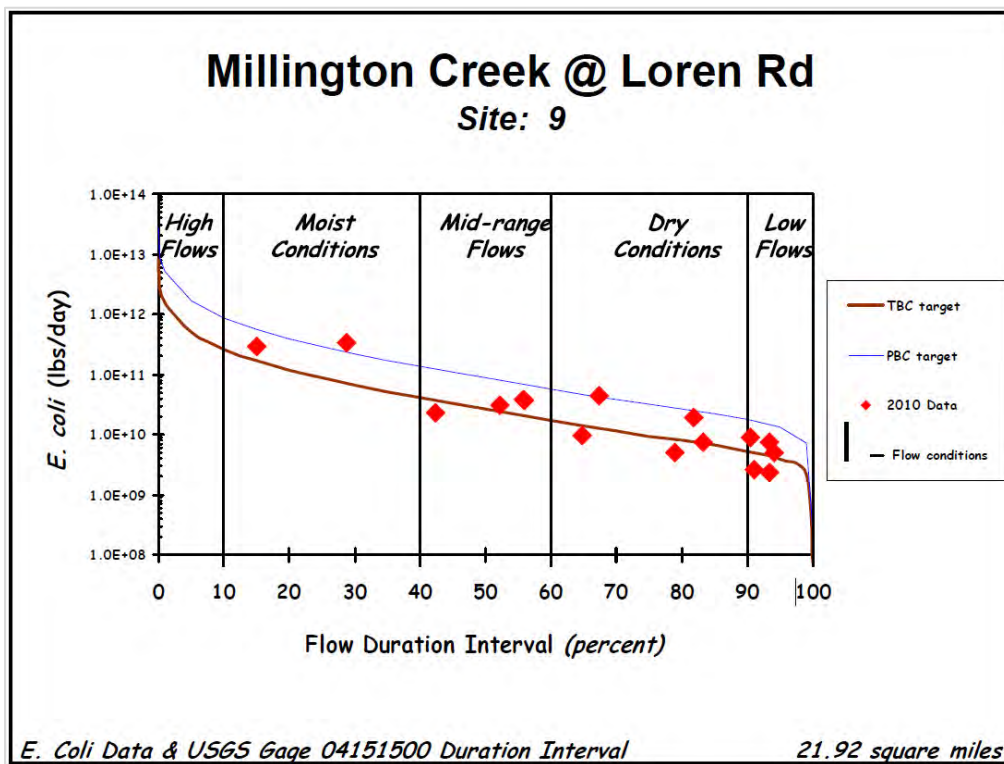 Millington Creek @ Loren Rd
Site: 9
1.0E+14
1.0E+13
1.0E+12
1.0E+11
1.0E+10
1.0E+09
1.0E+08
E. coli (lbs/day)
High
Flows
Moist
Conditions
Mid-range
Flows
Dry
Conditions
Low
Flows
0 10 20 30 40 50 60 70 80 90 100
Flow Duration Interval (percent)
TBC target
PBC target
2010 Data
Flow conditions
E. Coli Data & USGS Gage 04151500 Duration Interval
21.92 square miles